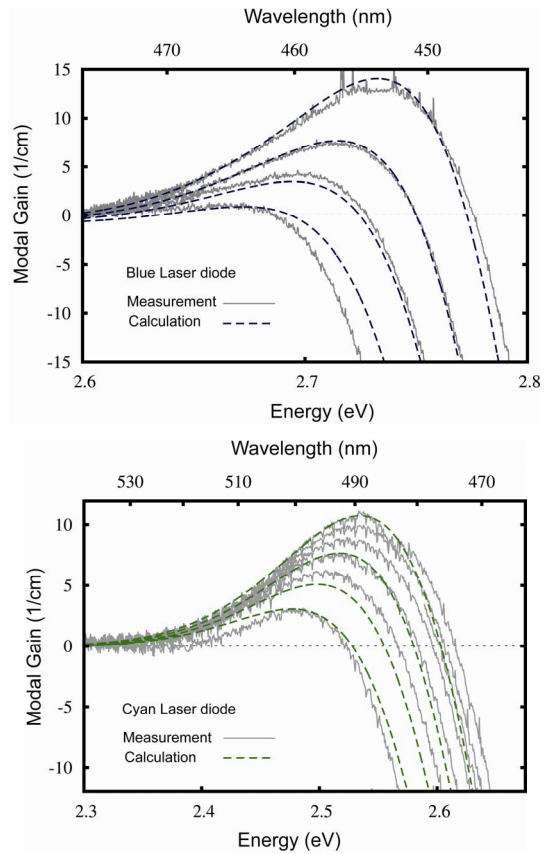 Wavelength (nm)
470 460 450
15
10
5
0
-5
-10
-15
Modal Gain (1/cm)
Blue Laser diode
Measurement
Calculation
2.6 2.7 2.8
Energy (eV)
Wavelength (nm)
530 510 490 470
10
5
0
-5
-10
Modal Gain (1/cm)
Cyan Laser diode
Measurement
Calculation
2.3 2.4 2.5 2.6
Energy (eV)